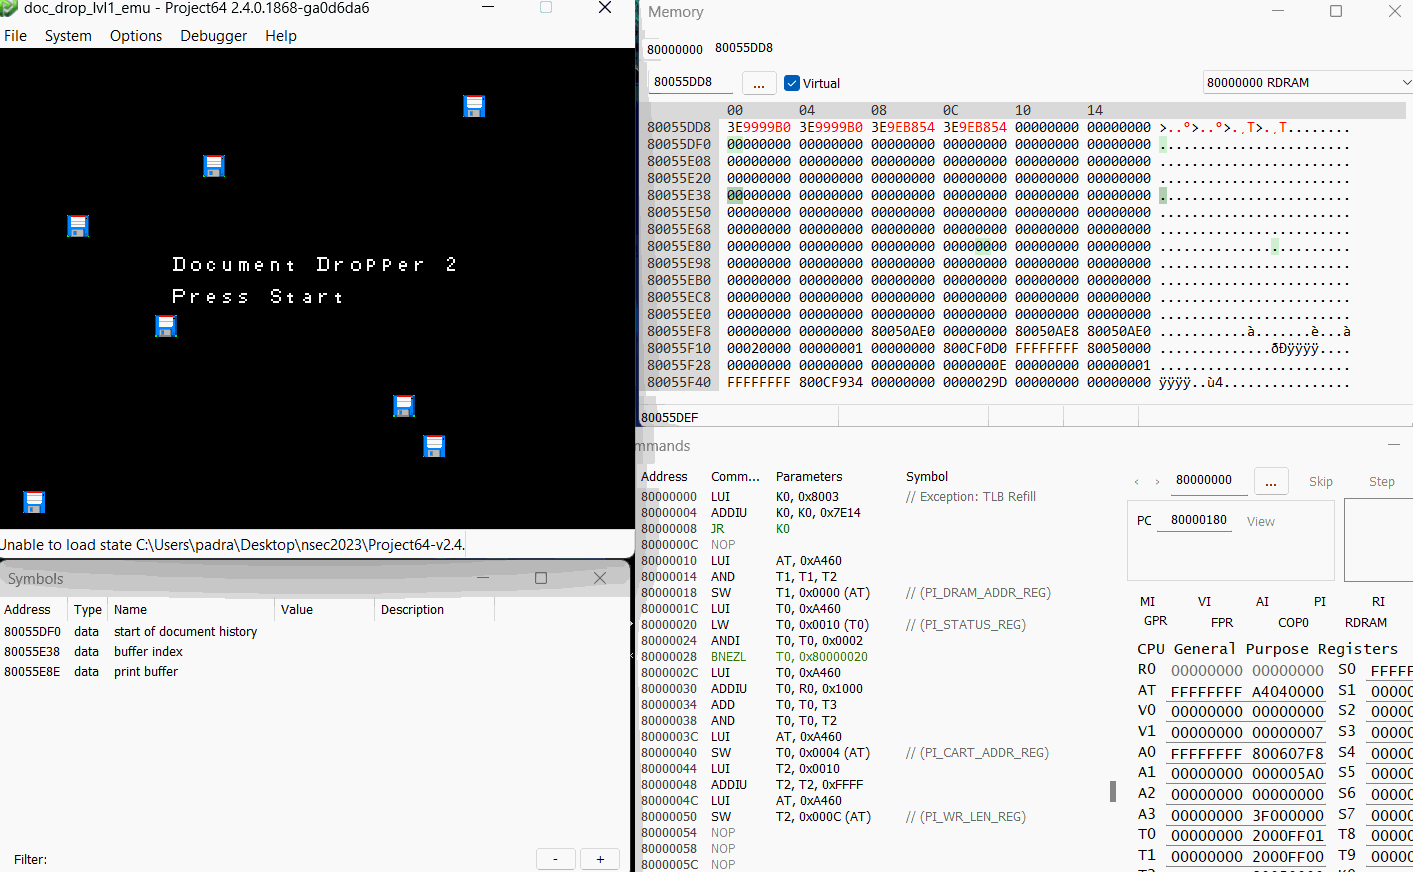 doc_drop_lvl1_emu - Project64 2.4.0.1868-ga0d6da6
File System Options Debugger Help
Document Dropper 2
Press Start
Unable to load state C:\Users\padra\Desktop\nsec2023\Project64-v2.4.
Symbols
Address Type Name Value Description
80055DF0 data start of document history
80055E38 data buffer index
80055E8E data print buffer
Filter: - +
Memory
80000000 80055DD8
80055DD8 ... Virtual 80000000 RDRAM
00 04 08 0C 10 14
80055DD8 3E9999B0 3E9999B0 3E9EB854 3E9EB854 00000000 00000000 >..°>..°>.¸T>.¸T........
80055DF0 00000000 00000000 00000000 00000000 00000000 00000000 ........................
80055E08 00000000 00000000 00000000 00000000 00000000 00000000 ........................
80055E20 00000000 00000000 00000000 00000000 00000000 00000000 ........................
80055E38 00000000 00000000 00000000 00000000 00000000 00000000 ........................
80055E50 00000000 00000000 00000000 00000000 00000000 00000000 ........................
80055E68 00000000 00000000 00000000 00000000 00000000 00000000 ........................
80055E80 00000000 00000000 00000000 00000000 00000000 00000000 ........................
80055E98 00000000 00000000 00000000 00000000 00000000 00000000 ........................
80055EB0 00000000 00000000 00000000 00000000 00000000 00000000 ........................
80055EC8 00000000 00000000 00000000 00000000 00000000 00000000 ........................
80055EE0 00000000 00000000 00000000 00000000 00000000 00000000 ........................
80055EF8 00000000 00000000 80050AE0 00000000 80050AE8 80050AE0 ...........à.......è...à
80055F10 00020000 00000001 00000000 800CF0D0 FFFFFFFF 80050000 ..............ðÐÿÿÿÿ....
80055F28 00000000 00000000 00000000 0000000E 00000000 00000001 ........................
80055F40 FFFFFFFF 800CF934 00000000 0000029D 00000000 00000000 ÿÿÿÿ..ù4................
80055DEF
mmands
Address Comm... Parameters Symbol
80000000 LUI K0, 0x8003 // Exception: TLB Refill
80000004 ADDIU K0, K0, 0x7E14
80000008 JR K0
8000000C NOP
80000010 LUI AT, 0xA460
80000014 AND T1, T1, T2
80000018 SW T1, 0x0000 (AT) // (PI_DRAM_ADDR_REG)
8000001C LUI T0, 0xA460
80000020 LW T0, 0x0010 (T0) // (PI_STATUS_REG)
80000024 ANDI T0, T0, 0x0002
80000028 BNEZL T0, 0x80000020
8000002C LUI T0, 0xA460
80000030 ADDIU T0, R0, 0x1000
80000034 ADD T0, T0, T3
80000038 AND T0, T0, T2
8000003C LUI AT, 0xA460
80000040 SW T0, 0x0004 (AT) // (PI_CART_ADDR_REG)
80000044 LUI T2, 0x0010
80000048 ADDIU T2, T2, 0xFFFF
8000004C LUI AT, 0xA460
80000050 SW T2, 0x000C (AT) // (PI_WR_LEN_REG)
80000054 NOP
80000058 NOP
8000005C NOP
‹ › 80000000 ... Skip Step
PC 80000180 View
MI VI AI PI RI
GPR FPR COP0 RDRAM
CPU General Purpose Registers
R0 00000000 00000000 S0 FFFFF
AT FFFFFFFF A4040000 S1 0000
V0 00000000 00000000 S2 0000
V1 00000000 00000007 S3 0000
A0 FFFFFFFF 800607F8 S4 0000
A1 00000000 000005A0 S5 0000
A2 00000000 00000000 S6 0000
A3 00000000 3F000000 S7 0000
T0 00000000 2000FF01 T8 0000
T1 00000000 2000FF00 T9 0000